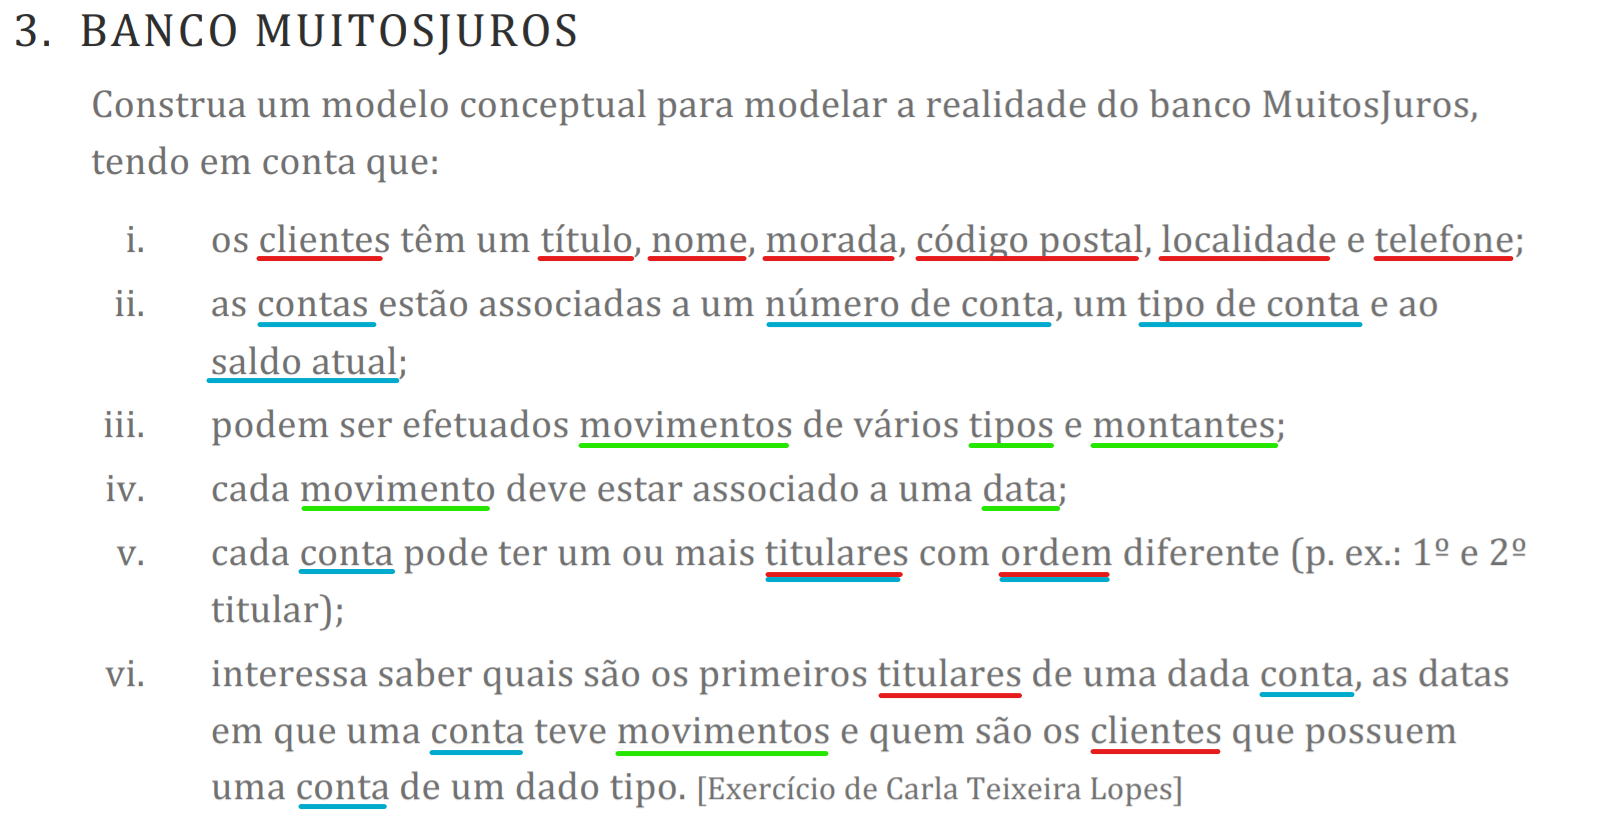 3. BANCO MUITOSJUROS
Construa um modelo conceptual para modelar a realidade do banco MuitosJuros,
tendo em conta que:
i. os clientes têm um título, nome, morada, código postal, localidade e telefone;
ii. as contas estão associadas a um número de conta, um tipo de conta e ao
saldo atual;
iii. podem ser efetuados movimentos de vários tipos e montantes;
iv. cada movimento deve estar associado a uma data;
v. cada conta pode ter um ou mais titulares com ordem diferente (p. ex.: 1º e 2º
titular);
vi. interessa saber quais são os primeiros titulares de uma dada conta, as datas
em que uma conta teve movimentos e quem são os clientes que possuem
uma conta de um dado tipo. [Exercício de Carla Teixeira Lopes]